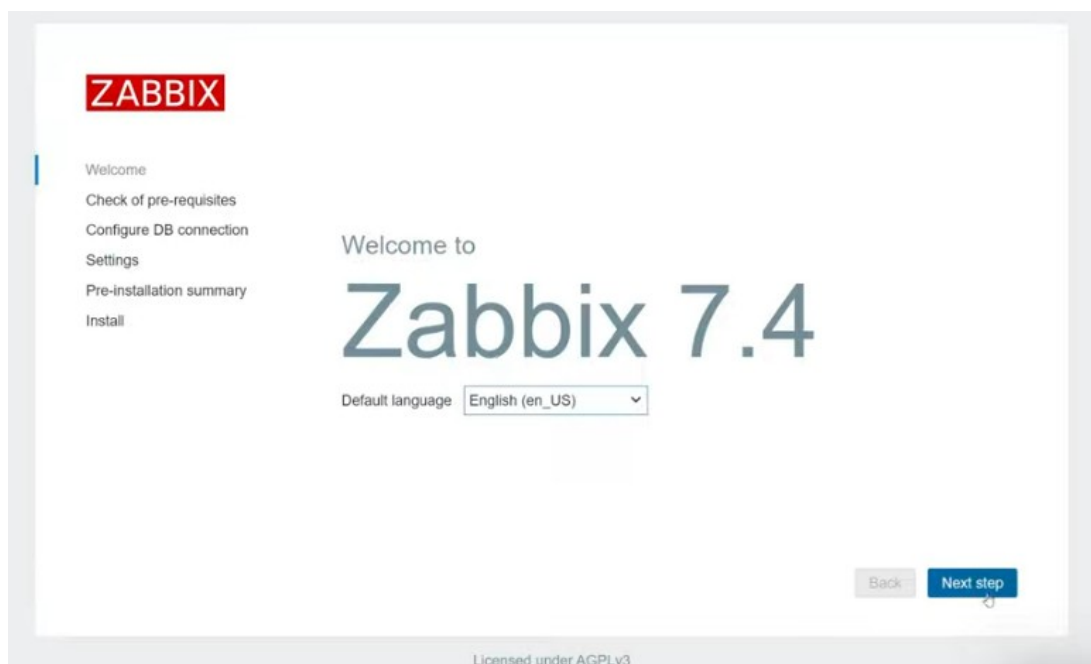 ZABBIX
Welcome
Check of pre-requisites
Configure DB connection
Settings
Pre-installation summary
Install
Welcome to
Zabbix 7.4
Default language English (en_US)
Back Next step
Licensed under AGPLv3